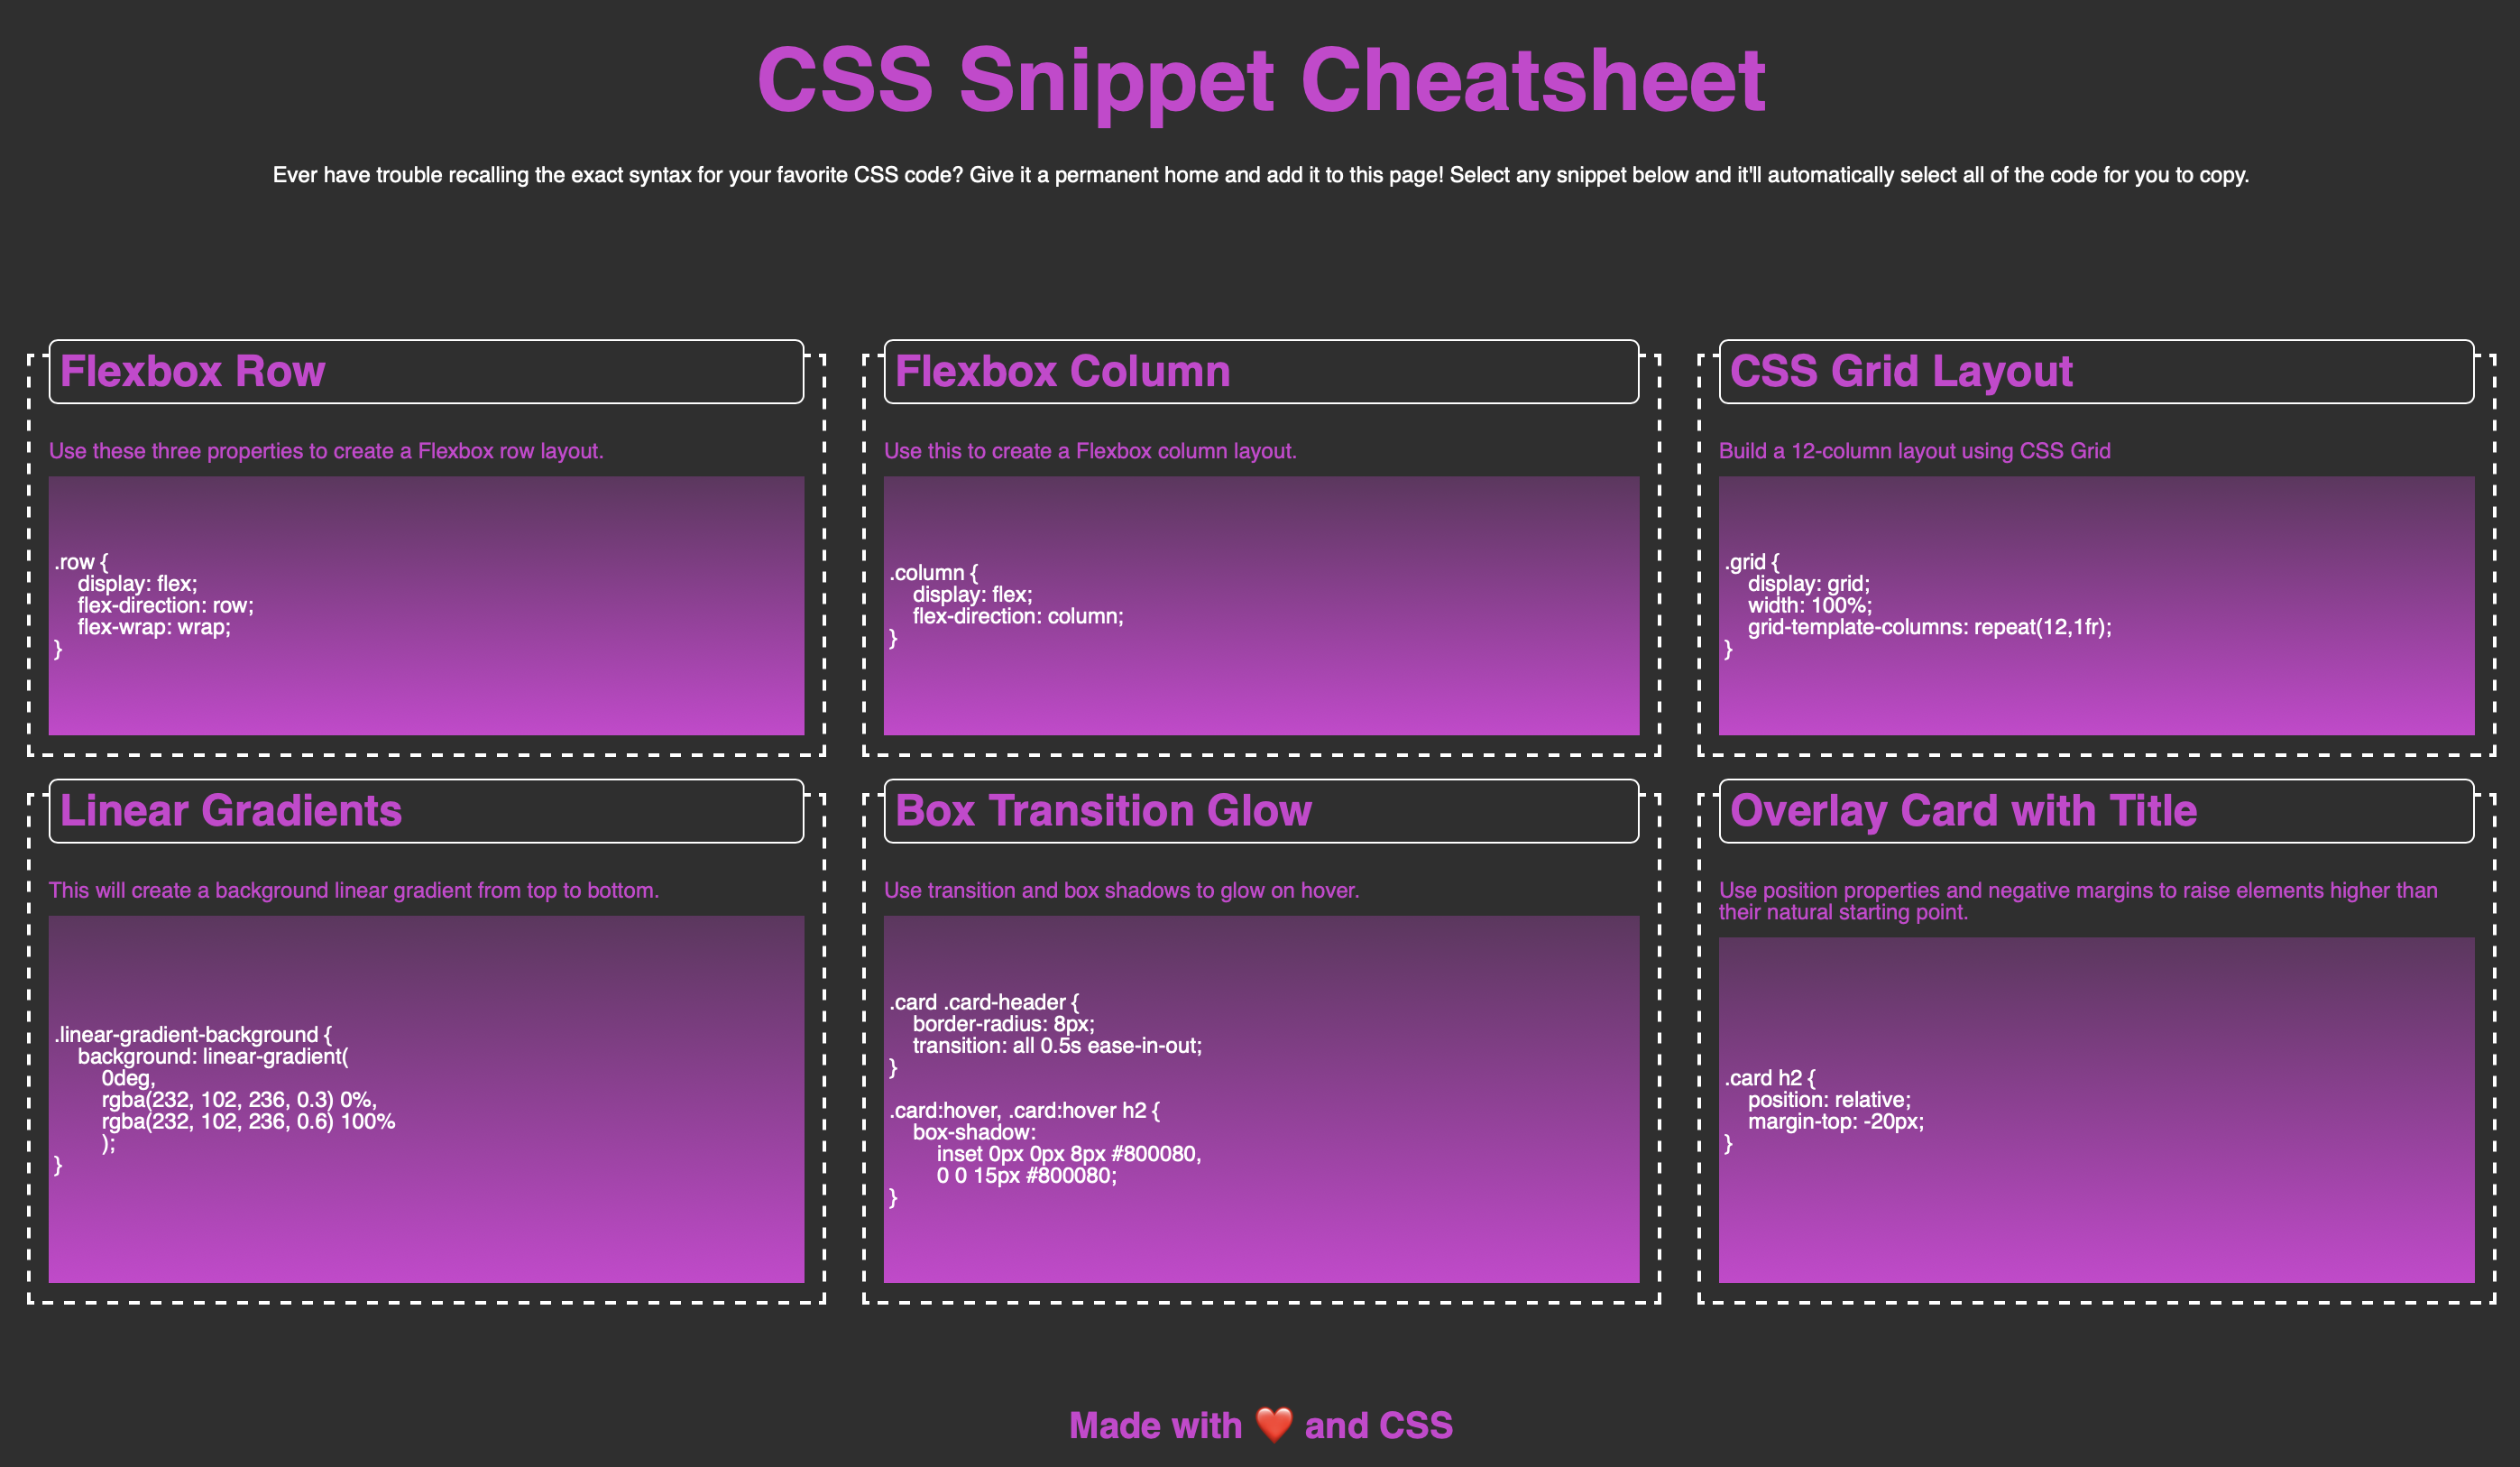 CSS Snippet Cheatsheet
Ever have trouble recalling the exact syntax for your favorite CSS code? Give it a permanent home and add it to this page! Select any snippet below and it'll automatically select all of the code for you to copy.
Flexbox Row
Use these three properties to create a Flexbox row layout.
.row {
    display: flex;
    flex-direction: row;
    flex-wrap: wrap;
}
Flexbox Column
Use this to create a Flexbox column layout.
.column {
    display: flex;
    flex-direction: column;
}
CSS Grid Layout
Build a 12-column layout using CSS Grid
.grid {
    display: grid;
    width: 100%;
    grid-template-columns: repeat(12,1fr);
}
Linear Gradients
This will create a background linear gradient from top to bottom.
.linear-gradient-background {
    background: linear-gradient(
        0deg,
        rgba(232, 102, 236, 0.3) 0%,
        rgba(232, 102, 236, 0.6) 100%
        );
}
Box Transition Glow
Use transition and box shadows to glow on hover.
.card .card-header {
    border-radius: 8px;
    transition: all 0.5s ease-in-out;
}

.card:hover, .card:hover h2 {
    box-shadow:
        inset 0px 0px 8px #800080,
        0 0 15px #800080;
}
Overlay Card with Title
Use position properties and negative margins to raise elements higher than
their natural starting point.
.card h2 {
    position: relative;
    margin-top: -20px;
}
Made with ❤️ and CSS